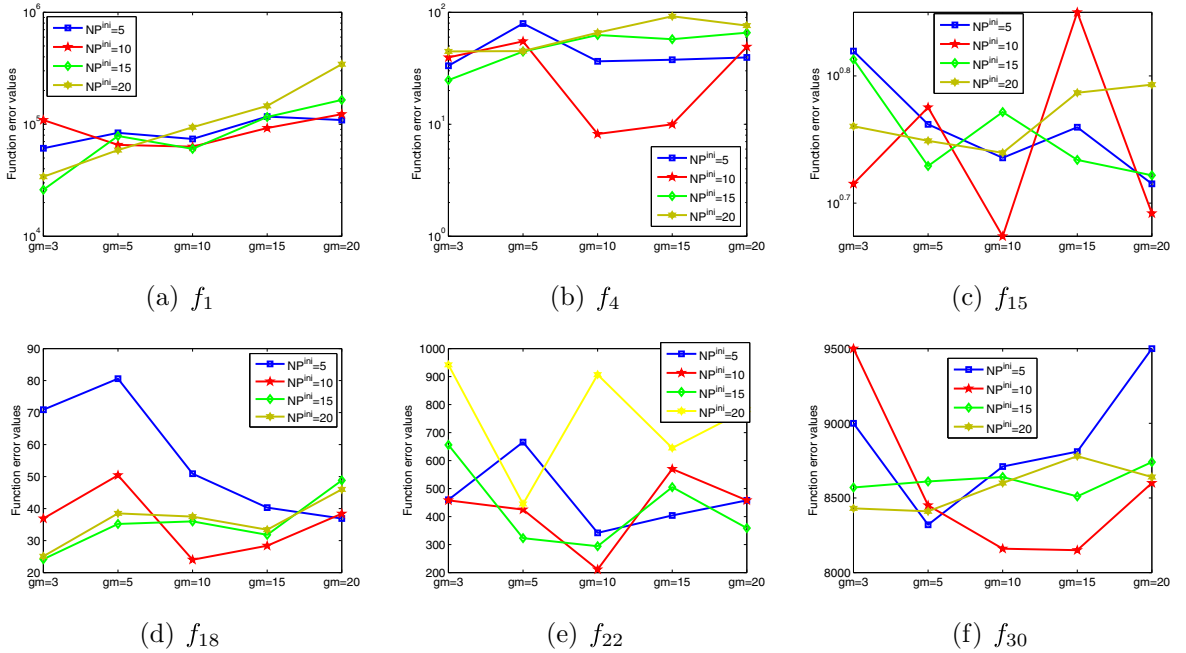 Function error values
10^6
10^5
10^4
gm=3 gm=5 gm=10 gm=15 gm=20
NP^ini=5
NP^ini=10
NP^ini=15
NP^ini=20
(a) f_1
Function error values
10^2
10^1
10^0
gm=3 gm=5 gm=10 gm=15 gm=20
NP^ini=5
NP^ini=10
NP^ini=15
NP^ini=20
(b) f_4
Function error values
10^0.8
10^0.7
gm=3 gm=5 gm=10 gm=15 gm=20
NP^ini=5
NP^ini=10
NP^ini=15
NP^ini=20
(c) f_15
Function error values
90
80
70
60
50
40
30
20
gm=3 gm=5 gm=10 gm=15 gm=20
NP^ini=5
NP^ini=10
NP^ini=15
NP^ini=20
(d) f_18
Function error values
1000
900
800
700
600
500
400
300
200
gm=3 gm=5 gm=10 gm=15 gm=20
NP^ini=5
NP^ini=10
NP^ini=15
NP^ini=20
(e) f_22
Function error values
9500
9000
8500
8000
gm=3 gm=5 gm=10 gm=15 gm=20
NP^ini=5
NP^ini=10
NP^ini=15
NP^ini=20
(f) f_30